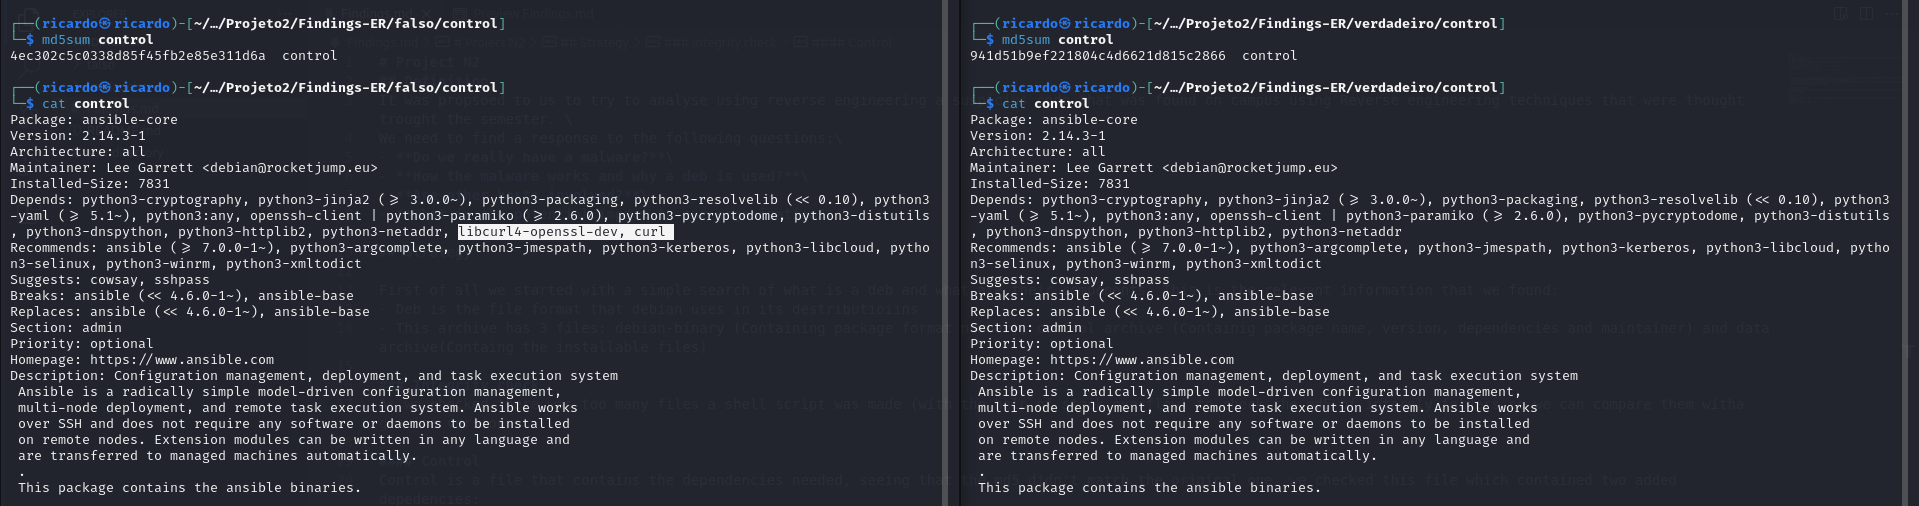 ┌──(ricardo㉿ricardo)-[~/…/Projeto2/Findings-ER/falso/control]
└─$ md5sum control
4ec302c5c0338d85f45fb2e85e311d6a  control
┌──(ricardo㉿ricardo)-[~/…/Projeto2/Findings-ER/falso/control]
└─$ cat control
Package: ansible-core
Version: 2.14.3-1
Architecture: all
Maintainer: Lee Garrett <debian@rocketjump.eu>
Installed-Size: 7831
Depends: python3-cryptography, python3-jinja2 (>= 3.0.0~), python3-packaging, python3-resolvelib (<< 0.10), python3
-yaml (>= 5.1~), python3:any, openssh-client | python3-paramiko (>= 2.6.0), python3-pycryptodome, python3-distutils
, python3-dnspython, python3-httplib2, python3-netaddr, libcurl4-openssl-dev, curl
Recommends: ansible (>= 7.0.0-1~), python3-argcomplete, python3-jmespath, python3-kerberos, python3-libcloud, pytho
n3-selinux, python3-winrm, python3-xmltodict
Suggests: cowsay, sshpass
Breaks: ansible (<< 4.6.0-1~), ansible-base
Replaces: ansible (<< 4.6.0-1~), ansible-base
Section: admin
Priority: optional
Homepage: https://www.ansible.com
Description: Configuration management, deployment, and task execution system
 Ansible is a radically simple model-driven configuration management,
 multi-node deployment, and remote task execution system. Ansible works
 over SSH and does not require any software or daemons to be installed
 on remote nodes. Extension modules can be written in any language and
 are transferred to managed machines automatically.
 .
 This package contains the ansible binaries.
┌──(ricardo㉿ricardo)-[~/…/Projeto2/Findings-ER/verdadeiro/control]
└─$ md5sum control
941d51b9ef221804c4d6621d815c2866  control
┌──(ricardo㉿ricardo)-[~/…/Projeto2/Findings-ER/verdadeiro/control]
└─$ cat control
Package: ansible-core
Version: 2.14.3-1
Architecture: all
Maintainer: Lee Garrett <debian@rocketjump.eu>
Installed-Size: 7831
Depends: python3-cryptography, python3-jinja2 (>= 3.0.0~), python3-packaging, python3-resolvelib (<< 0.10), python3
-yaml (>= 5.1~), python3:any, openssh-client | python3-paramiko (>= 2.6.0), python3-pycryptodome, python3-distutils
, python3-dnspython, python3-httplib2, python3-netaddr
Recommends: ansible (>= 7.0.0-1~), python3-argcomplete, python3-jmespath, python3-kerberos, python3-libcloud, pytho
n3-selinux, python3-winrm, python3-xmltodict
Suggests: cowsay, sshpass
Breaks: ansible (<< 4.6.0-1~), ansible-base
Replaces: ansible (<< 4.6.0-1~), ansible-base
Section: admin
Priority: optional
Homepage: https://www.ansible.com
Description: Configuration management, deployment, and task execution system
 Ansible is a radically simple model-driven configuration management,
 multi-node deployment, and remote task execution system. Ansible works
 over SSH and does not require any software or daemons to be installed
 on remote nodes. Extension modules can be written in any language and
 are transferred to managed machines automatically.
 .
 This package contains the ansible binaries.